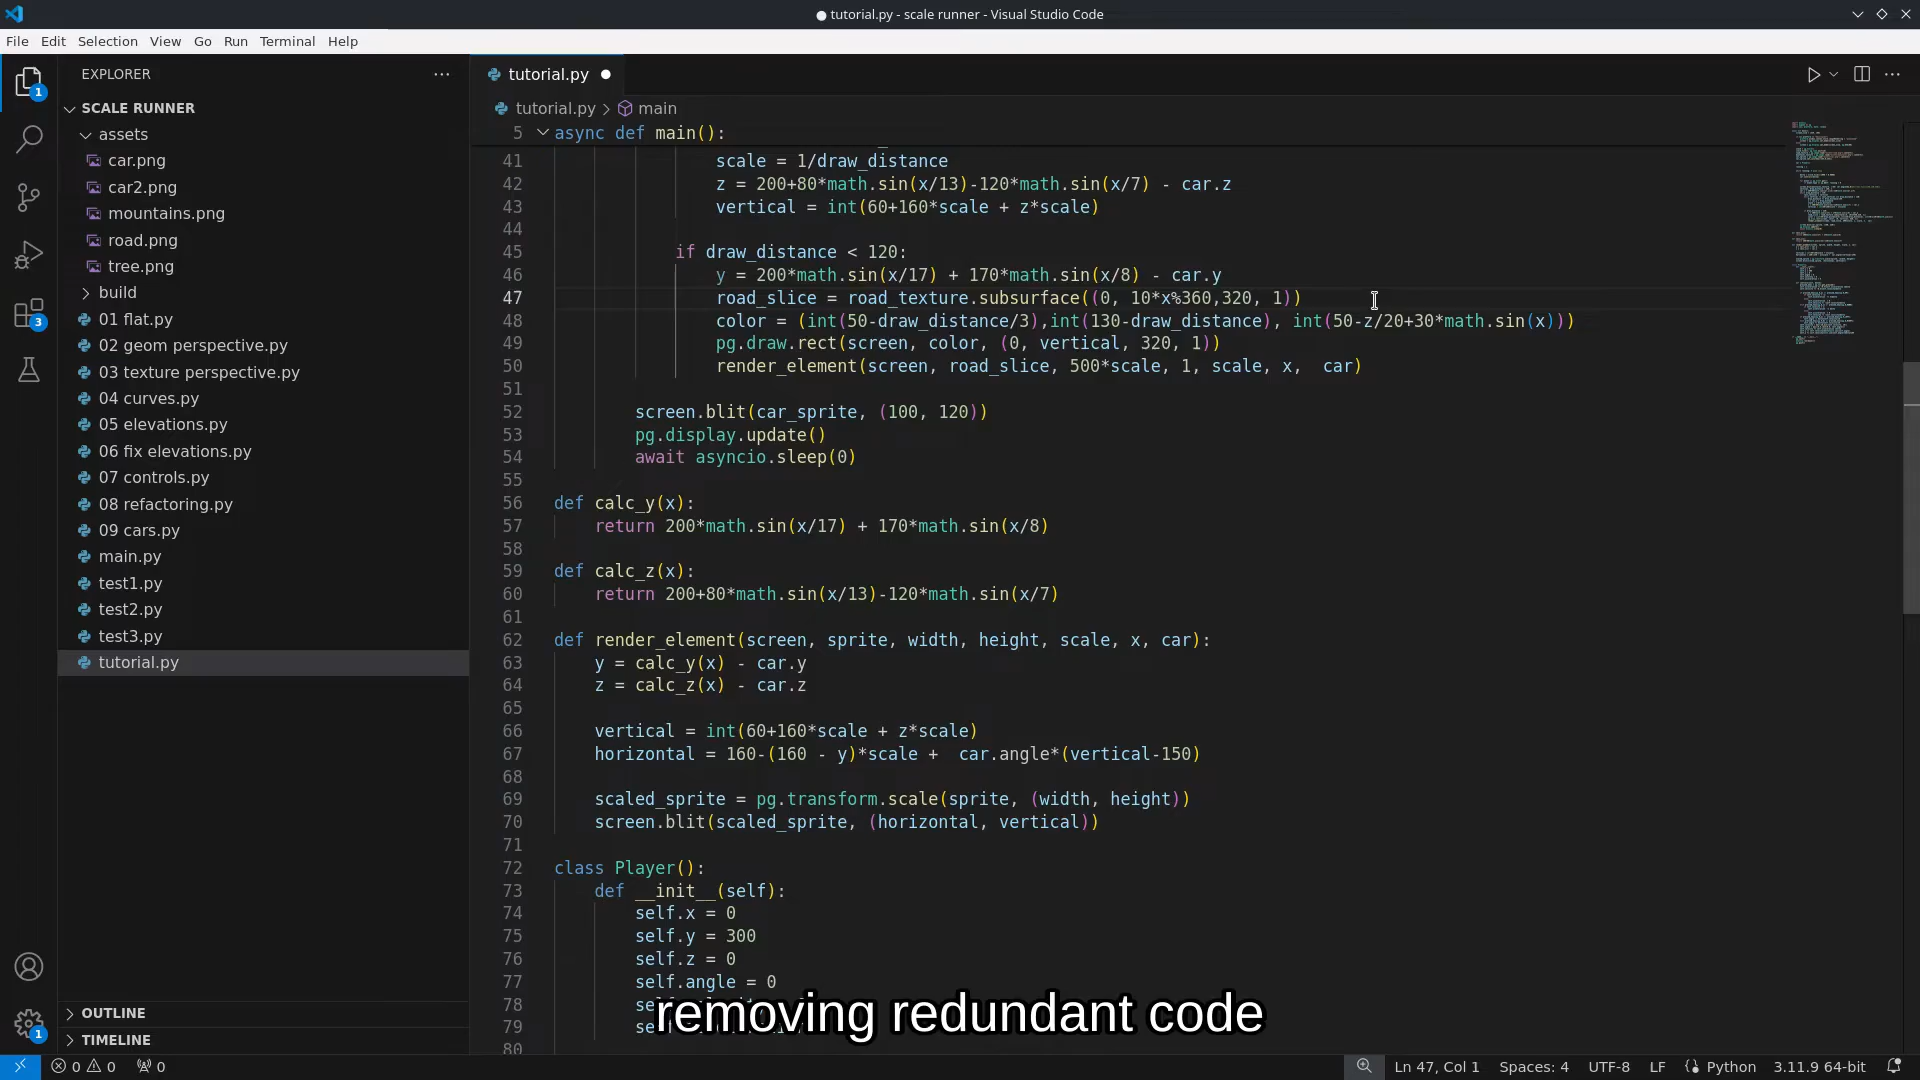 ● tutorial.py - scale runner - Visual Studio Code
File Edit Selection View Go Run Terminal Help
EXPLORER
SCALE RUNNER
assets
car.png
car2.png
mountains.png
road.png
tree.png
build
01 flat.py
02 geom perspective.py
03 texture perspective.py
04 curves.py
05 elevations.py
06 fix elevations.py
07 controls.py
08 refactoring.py
09 cars.py
main.py
test1.py
test2.py
test3.py
tutorial.py
OUTLINE
TIMELINE
1
3
1
tutorial.py ●
tutorial.py > main
5 async def main():
41 scale = 1/draw_distance
42 z = 200+80*math.sin(x/13)-120*math.sin(x/7) - car.z
43 vertical = int(60+160*scale + z*scale)
44
45 if draw_distance < 120:
46 y = 200*math.sin(x/17) + 170*math.sin(x/8) - car.y
47 road_slice = road_texture.subsurface((0, 10*x%360,320, 1))
48 color = (int(50-draw_distance/3),int(130-draw_distance), int(50-z/20+30*math.sin(x)))
49 pg.draw.rect(screen, color, (0, vertical, 320, 1))
50 render_element(screen, road_slice, 500*scale, 1, scale, x,  car)
51
52 screen.blit(car_sprite, (100, 120))
53 pg.display.update()
54 await asyncio.sleep(0)
55
56 def calc_y(x):
57 return 200*math.sin(x/17) + 170*math.sin(x/8)
58
59 def calc_z(x):
60 return 200+80*math.sin(x/13)-120*math.sin(x/7)
61
62 def render_element(screen, sprite, width, height, scale, x, car):
63 y = calc_y(x) - car.y
64 z = calc_z(x) - car.z
65
66 vertical = int(60+160*scale + z*scale)
67 horizontal = 160-(160 - y)*scale +  car.angle*(vertical-150)
68
69 scaled_sprite = pg.transform.scale(sprite, (width, height))
70 screen.blit(scaled_sprite, (horizontal, vertical))
71
72 class Player():
73 def __init__(self):
74 self.x = 0
75 self.y = 300
76 self.z = 0
77 self.angle = 0
78
79
80
removing redundant code
0 0 0
Ln 47, Col 1 Spaces: 4 UTF-8 LF Python 3.11.9 64-bit